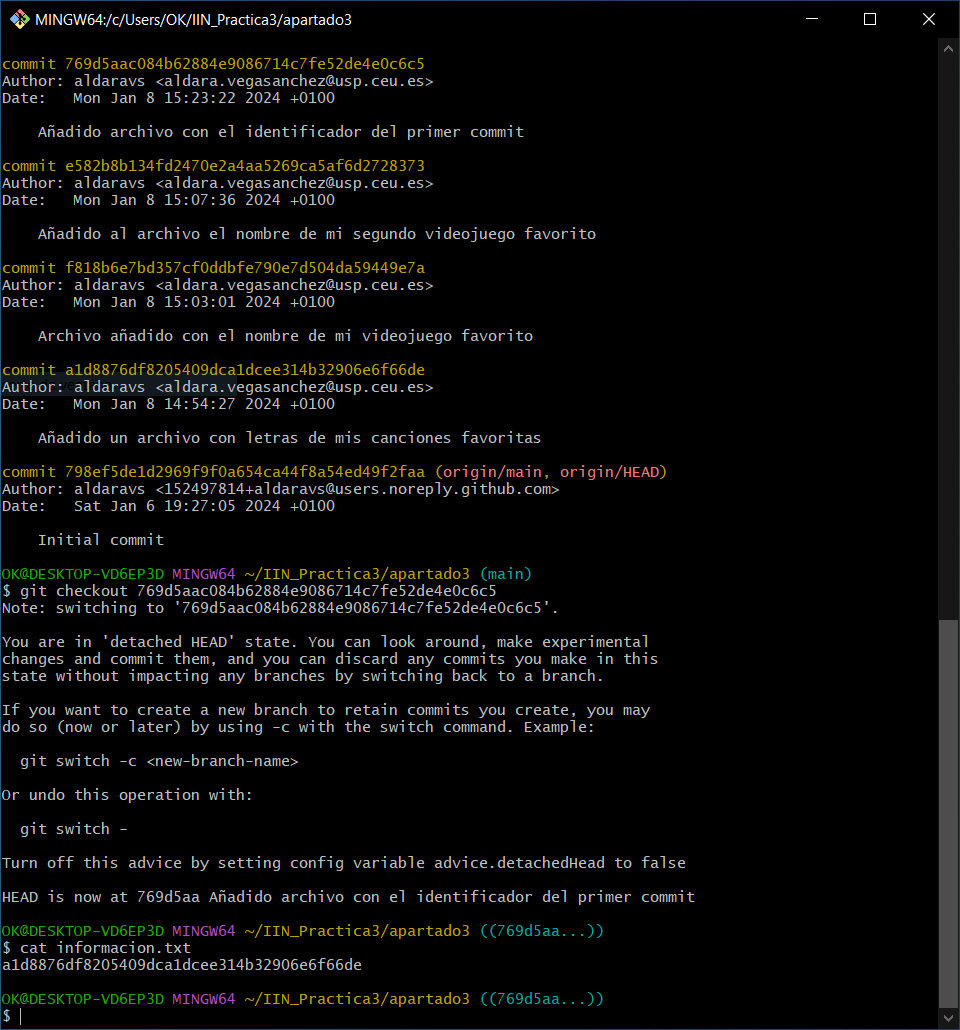 MINGW64:/c/Users/OK/IIN_Practica3/apartado3
commit 769d5aac084b62884e9086714c7fe52de4e0c6c5
Author: aldaravs <aldara.vegasanchez@usp.ceu.es>
Date:   Mon Jan 8 15:23:22 2024 +0100
    Añadido archivo con el identificador del primer commit
commit e582b8b134fd2470e2a4aa5269ca5af6d2728373
Author: aldaravs <aldara.vegasanchez@usp.ceu.es>
Date:   Mon Jan 8 15:07:36 2024 +0100
    Añadido al archivo el nombre de mi segundo videojuego favorito
commit f818b6e7bd357cf0ddbfe790e7d504da59449e7a
Author: aldaravs <aldara.vegasanchez@usp.ceu.es>
Date:   Mon Jan 8 15:03:01 2024 +0100
    Archivo añadido con el nombre de mi videojuego favorito
commit a1d8876df8205409dca1dcee314b32906e6f66de
Author: aldaravs <aldara.vegasanchez@usp.ceu.es>
Date:   Mon Jan 8 14:54:27 2024 +0100
    Añadido un archivo con letras de mis canciones favoritas
commit 798ef5de1d2969f9f0a654ca44f8a54ed49f2faa (origin/main, origin/HEAD)
Author: aldaravs <152497814+aldaravs@users.noreply.github.com>
Date:   Sat Jan 6 19:27:05 2024 +0100
    Initial commit
OK@DESKTOP-VD6EP3D MINGW64 ~/IIN_Practica3/apartado3 (main)
$ git checkout 769d5aac084b62884e9086714c7fe52de4e0c6c5
Note: switching to '769d5aac084b62884e9086714c7fe52de4e0c6c5'.
You are in 'detached HEAD' state. You can look around, make experimental
changes and commit them, and you can discard any commits you make in this
state without impacting any branches by switching back to a branch.
If you want to create a new branch to retain commits you create, you may
do so (now or later) by using -c with the switch command. Example:
  git switch -c <new-branch-name>
Or undo this operation with:
  git switch -
Turn off this advice by setting config variable advice.detachedHead to false
HEAD is now at 769d5aa Añadido archivo con el identificador del primer commit
OK@DESKTOP-VD6EP3D MINGW64 ~/IIN_Practica3/apartado3 ((769d5aa...))
$ cat informacion.txt
a1d8876df8205409dca1dcee314b32906e6f66de
OK@DESKTOP-VD6EP3D MINGW64 ~/IIN_Practica3/apartado3 ((769d5aa...))
$